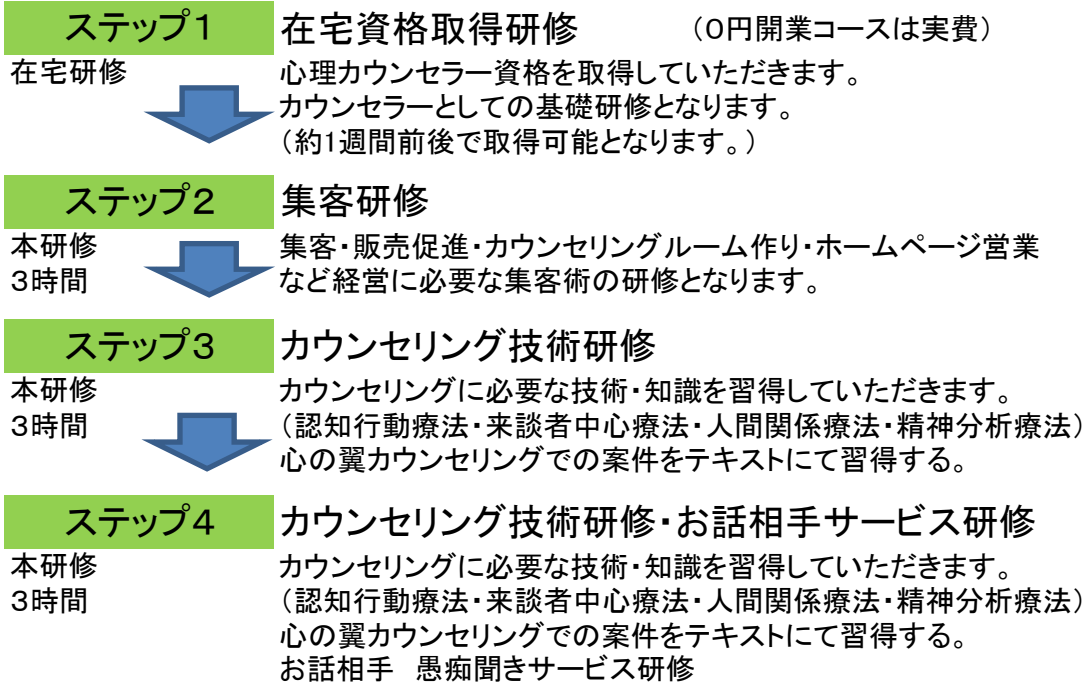 ステップ1 在宅資格取得研修 （０円開業コースは実費）
在宅研修 心理カウンセラー資格を取得していただきます。
カウンセラーとしての基礎研修となります。
（約1週間前後で取得可能となります。）
ステップ２ 集客研修
本研修 集客・販売促進・カウンセリングルーム作り・ホームページ営業
３時間 など経営に必要な集客術の研修となります。
ステップ３ カウンセリング技術研修
本研修 カウンセリングに必要な技術・知識を習得していただきます。
３時間 （認知行動療法・来談者中心療法・人間関係療法・精神分析療法）
心の翼カウンセリングでの案件をテキストにて習得する。
ステップ４ カウンセリング技術研修・お話相手サービス研修
本研修 カウンセリングに必要な技術・知識を習得していただきます。
３時間 （認知行動療法・来談者中心療法・人間関係療法・精神分析療法）
心の翼カウンセリングでの案件をテキストにて習得する。
お話相手　愚痴聞きサービス研修